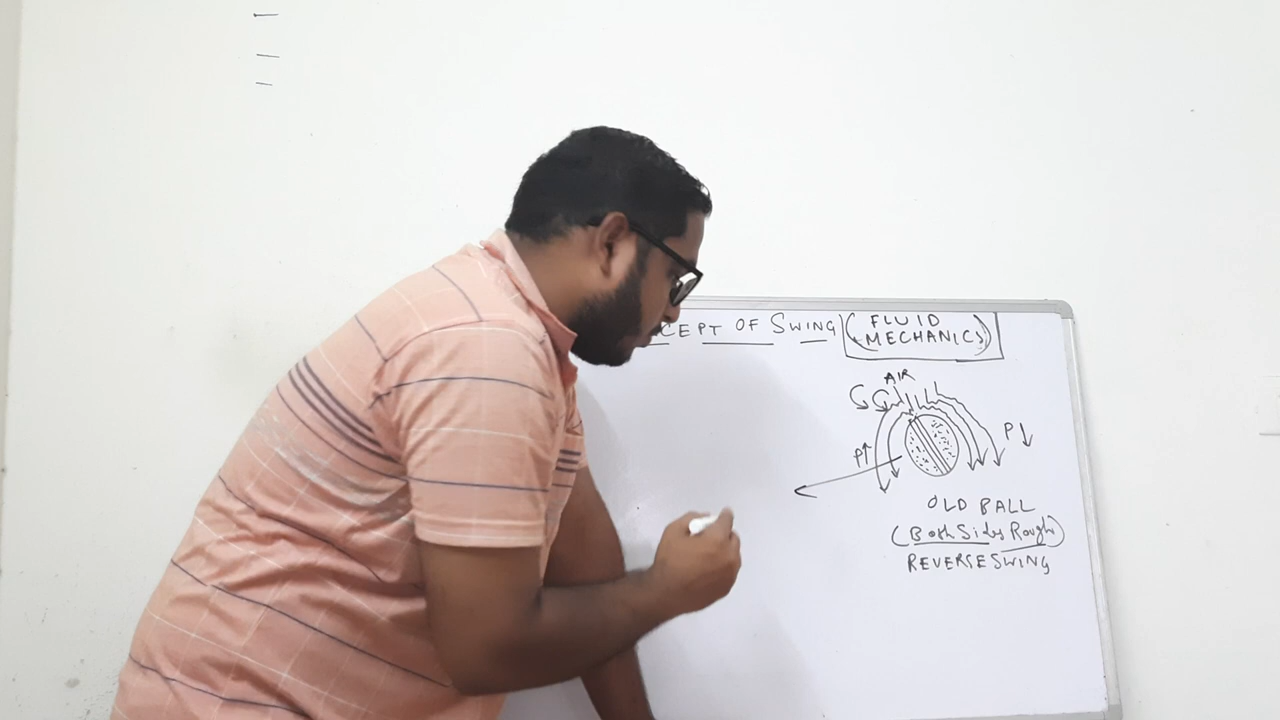 CEPT OF SWING (FLUID
MECHANICS)
AIR
P↑
P↓
OLD BALL
(Both Sides Rough)
REVERSE SWING